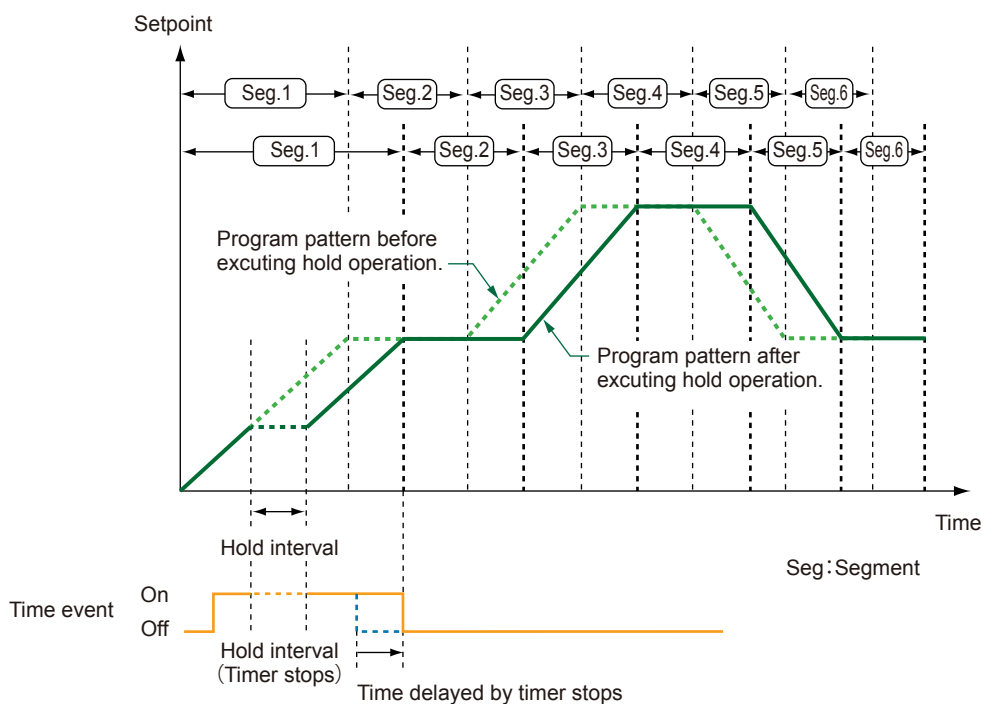 Setpoint
Seg.1 Seg.2 Seg.3 Seg.4 Seg.5 Seg.6
Seg.1 Seg.2 Seg.3 Seg.4 Seg.5 Seg.6
Program pattern before
excuting hold operation.
Program pattern after
excuting hold operation.
Time
Hold interval
Seg:Segment
Time event
On
Off
Hold interval
(Timer stops)
Time delayed by timer stops